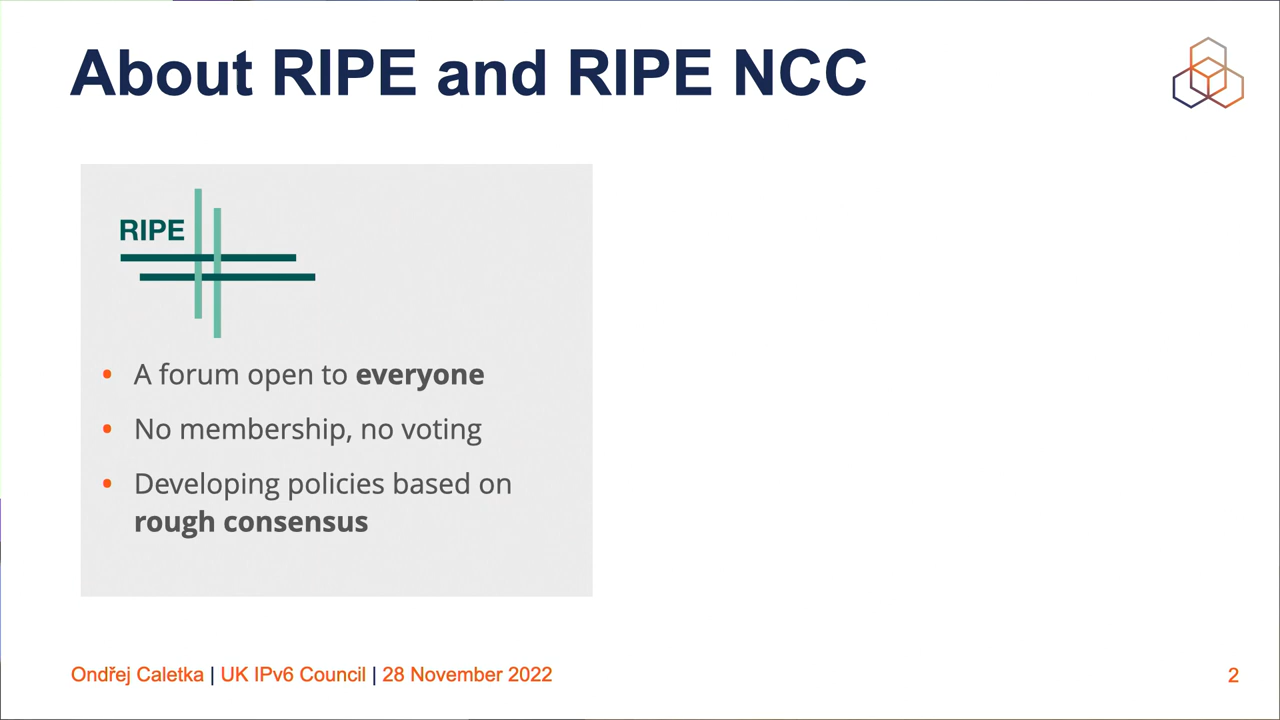 About RIPE and RIPE NCC
RIPE
• A forum open to everyone
• No membership, no voting
• Developing policies based on
rough consensus
Ondřej Caletka | UK IPv6 Council | 28 November 2022
2